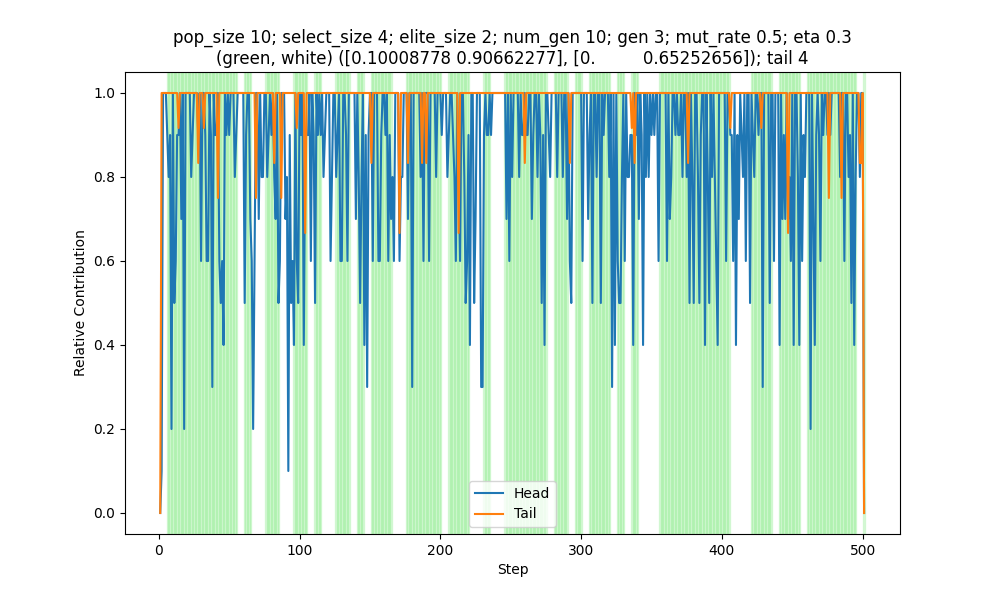 pop_size 10; select_size 4; elite_size 2; num_gen 10; gen 3; mut_rate 0.5; eta 0.3
(green, white) ([0.10008778 0.90662277], [0.         0.65252656]); tail 4
1.0
0.8
0.6
0.4
0.2
0.0
Relative Contribution
Head
Tail
0
100
200
300
400
500
Step